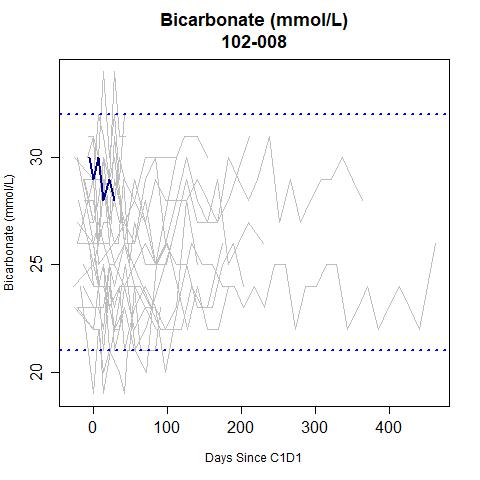 Bicarbonate (mmol/L)
102-008
Bicarbonate (mmol/L)
30
25
20
0 100 200 300 400
Days Since C1D1